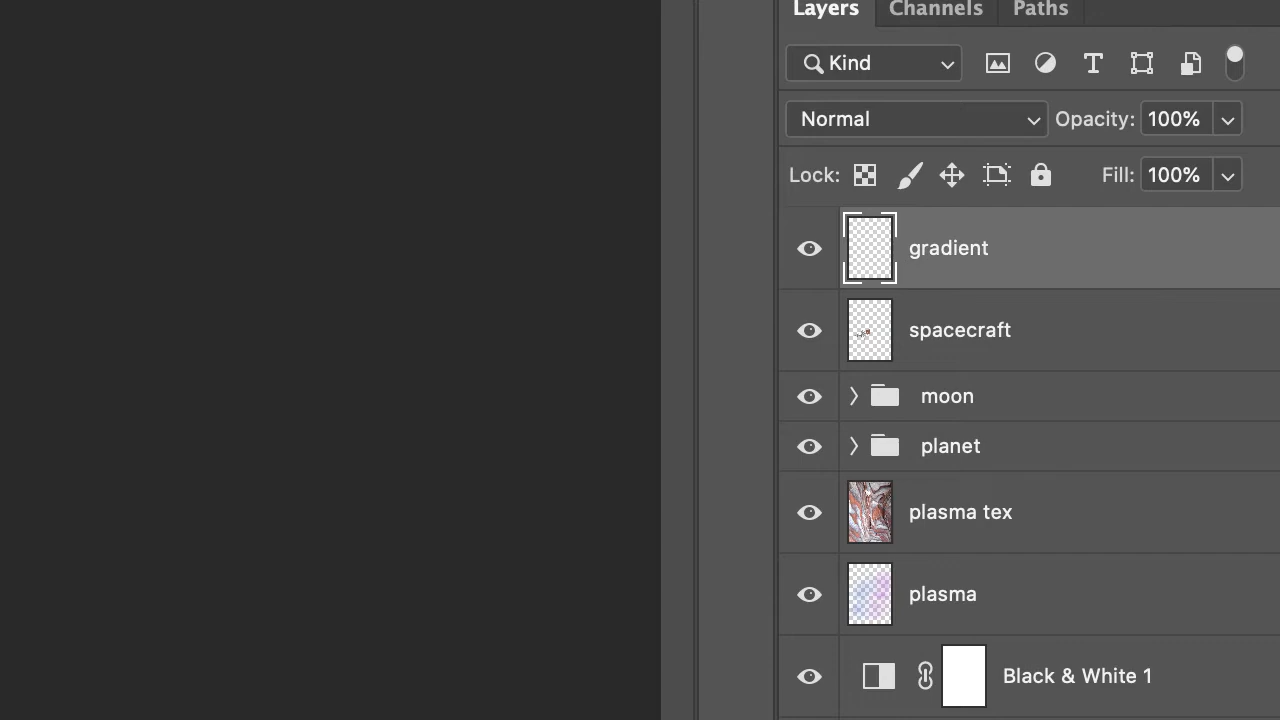 Layers Channels Paths
Kind
Normal Opacity: 100%
Lock: Fill: 100%
gradient
spacecraft
moon
planet
plasma tex
plasma
Black & White 1